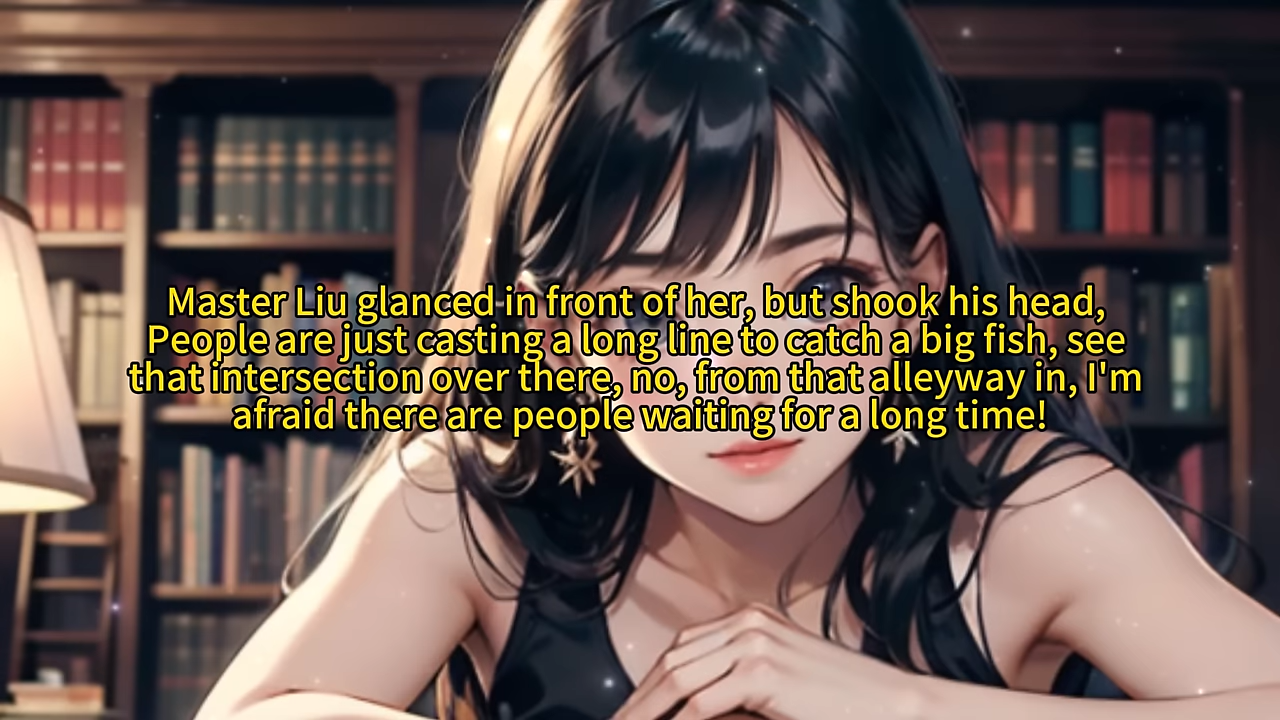 Master Liu glanced in front of her, but shook his head,
People are just casting a long line to catch a big fish, see
that intersection over there, no, from that alleyway in, I'm
afraid there are people waiting for a long time!